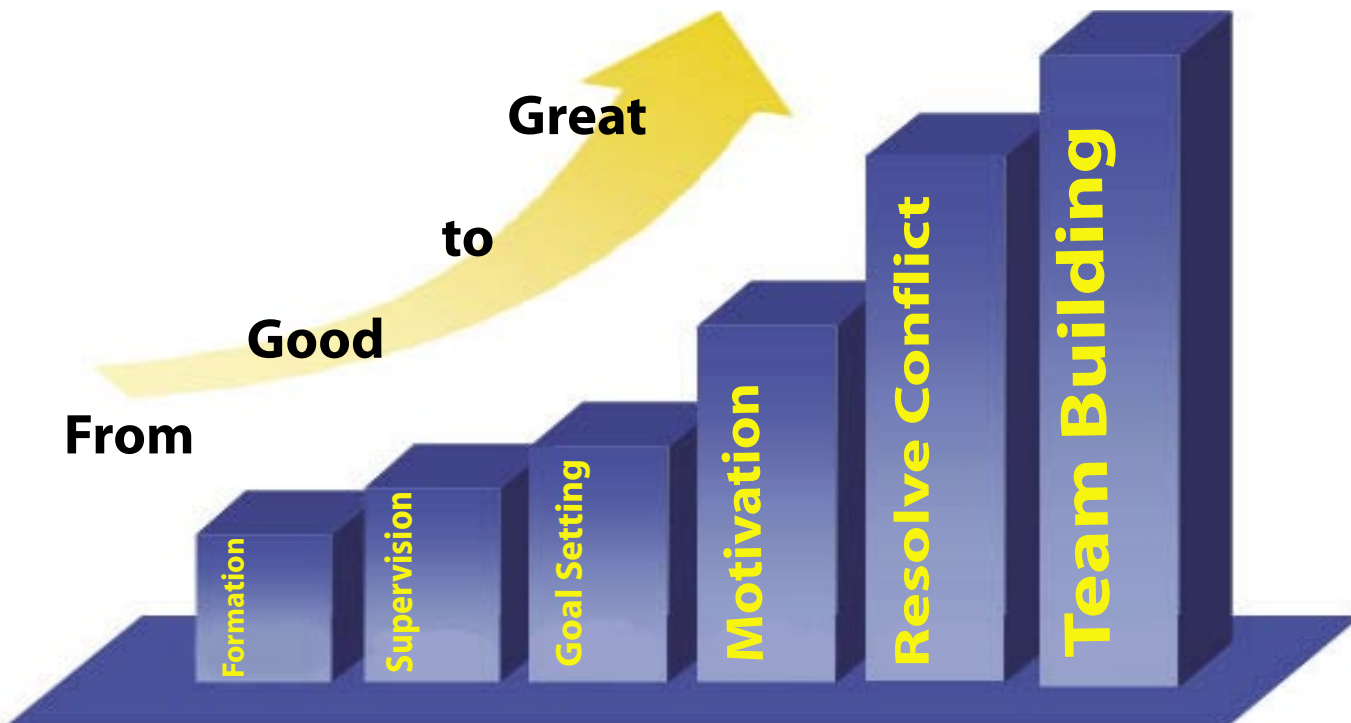 From
Good
to
Great
Formation
Supervision
Goal Setting
Motivation
Resolve Conflict
Team Building